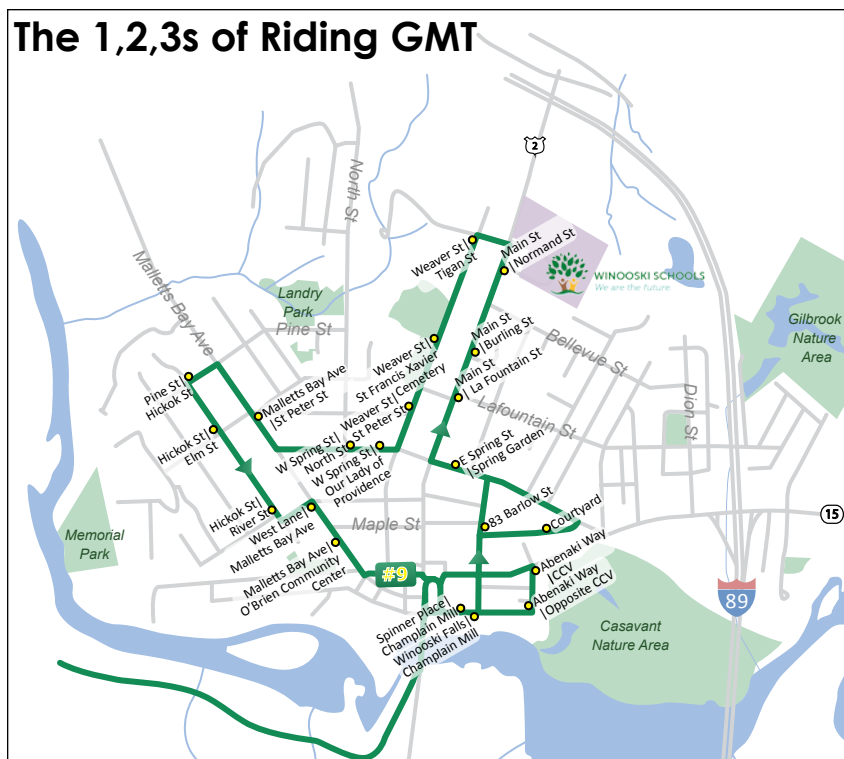 The 1,2,3s of Riding GMT
2
North St
Malletts Bay Ave
Weaver St |
Tigan St
Main St
| Normand St
WINOOSKI SCHOOLS
We are the future.
Landry
Park
Pine St
Gilbrook
Nature
Area
Main St
| Burling St
Bellevue St
Weaver St |
St Francis Xavier
Pine St |
Hickok St
Malletts Bay Ave
|St Peter St
Weaver St |
St Peter St
Cemetery
Main St
| La Fountain St
Lafountain St
Dion St
Hickok St |
Elm St
W Spring St |
North St
W Spring St |
Our Lady of
Providence
E Spring St
|Spring Garden
Hickok St |
River St
West Lane |
Malletts Bay Ave
Maple St
83 Barlow St
Courtyard
15
Memorial
Park
Malletts Bay Ave |
O'Brien Community
Center
#9
Abenaki Way
|CCV
Abenaki Way
|Opposite CCV
89
Spinner Place |
Champlain Mill
Winooski Falls |
Champlain Mill
Casavant
Nature Area